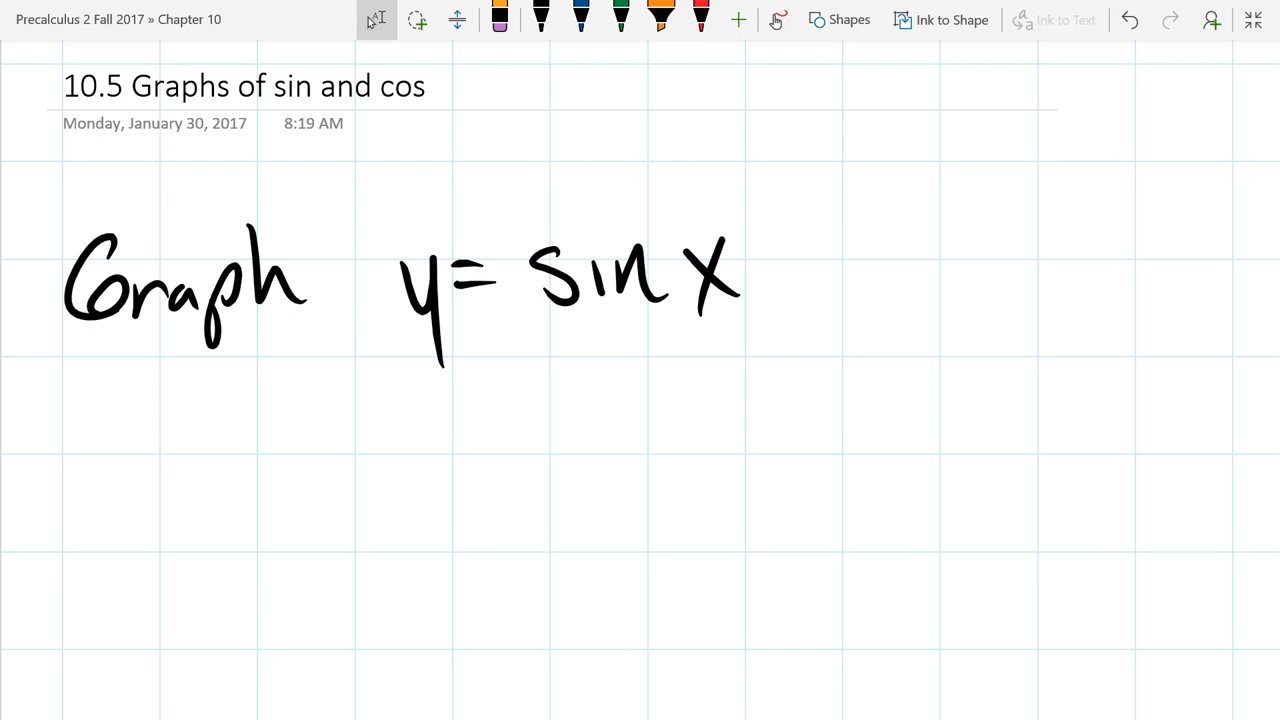 Precalculus 2 Fall 2017 » Chapter 10
Shapes
Ink to Shape
Ink to Text
10.5 Graphs of sin and cos
Monday, January 30, 2017 8:19 AM
Graph y = sin x